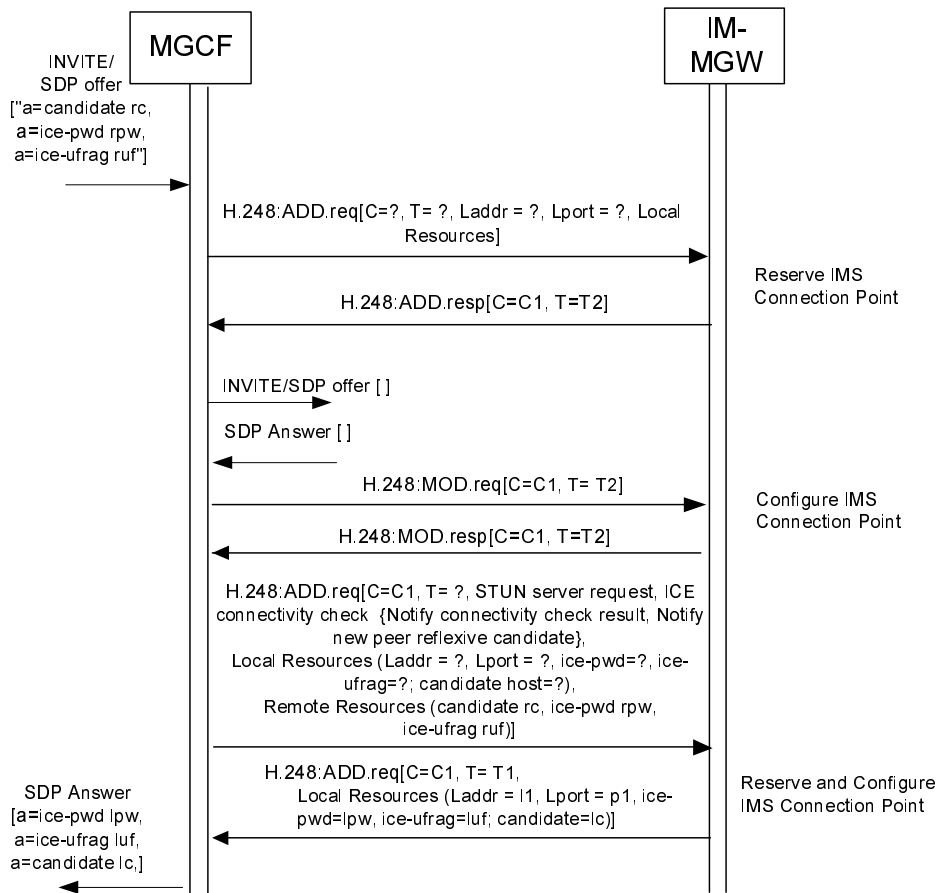 MGCF
IM-
MGW
INVITE/
SDP offer
["a=candidate rc,
a=ice-pwd rpw,
a=ice-ufrag ruf"]
H.248:ADD.req[C=?, T= ?, Laddr = ?, Lport = ?, Local
Resources]
Reserve IMS
Connection Point
H.248:ADD.resp[C=C1, T=T2]
INVITE/SDP offer [ ]
SDP Answer [ ]
H.248:MOD.req[C=C1, T= T2]
Configure IMS
Connection Point
H.248:MOD.resp[C=C1, T=T2]
H.248:ADD.req[C=C1, T= ?, STUN server request, ICE
connectivity check {Notify connectivity check result, Notify
new peer reflexive candidate},
Local Resources (Laddr = ?, Lport = ?, ice-pwd=?, ice-
ufrag=?; candidate host=?),
Remote Resources (candidate rc, ice-pwd rpw,
ice-ufrag ruf)]
H.248:ADD.req[C=C1, T= T1,
Local Resources (Laddr = l1, Lport = p1, ice-
pwd=lpw, ice-ufrag=luf; candidate=lc)]
Reserve and Configure
IMS Connection Point
SDP Answer
[a=ice-pwd lpw,
a=ice-ufrag luf,
a=candidate lc,]